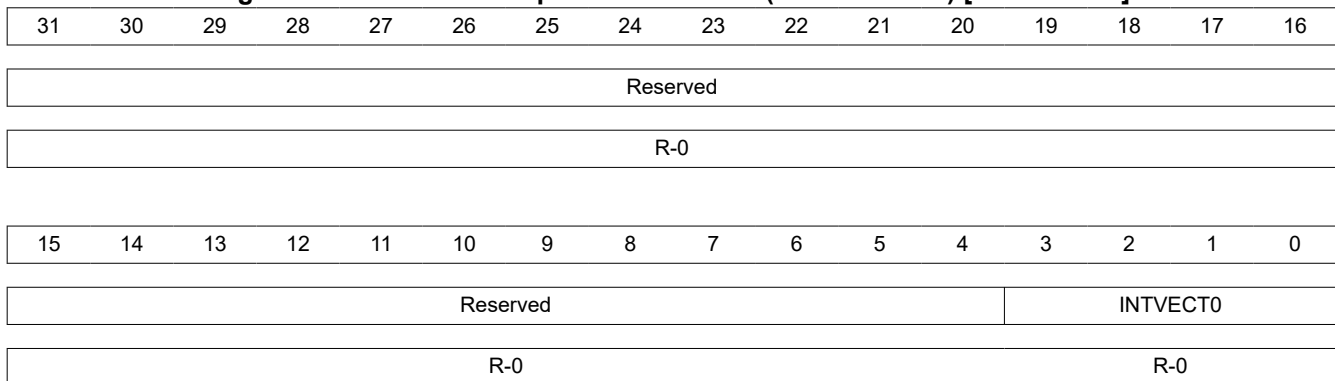 31 30 29 28 27 26 25 24 23 22 21 20 19 18 17 16
Reserved
R-0
15 14 13 12 11 10 9 8 7 6 5 4 3 2 1 0
Reserved INTVECT0
R-0 R-0